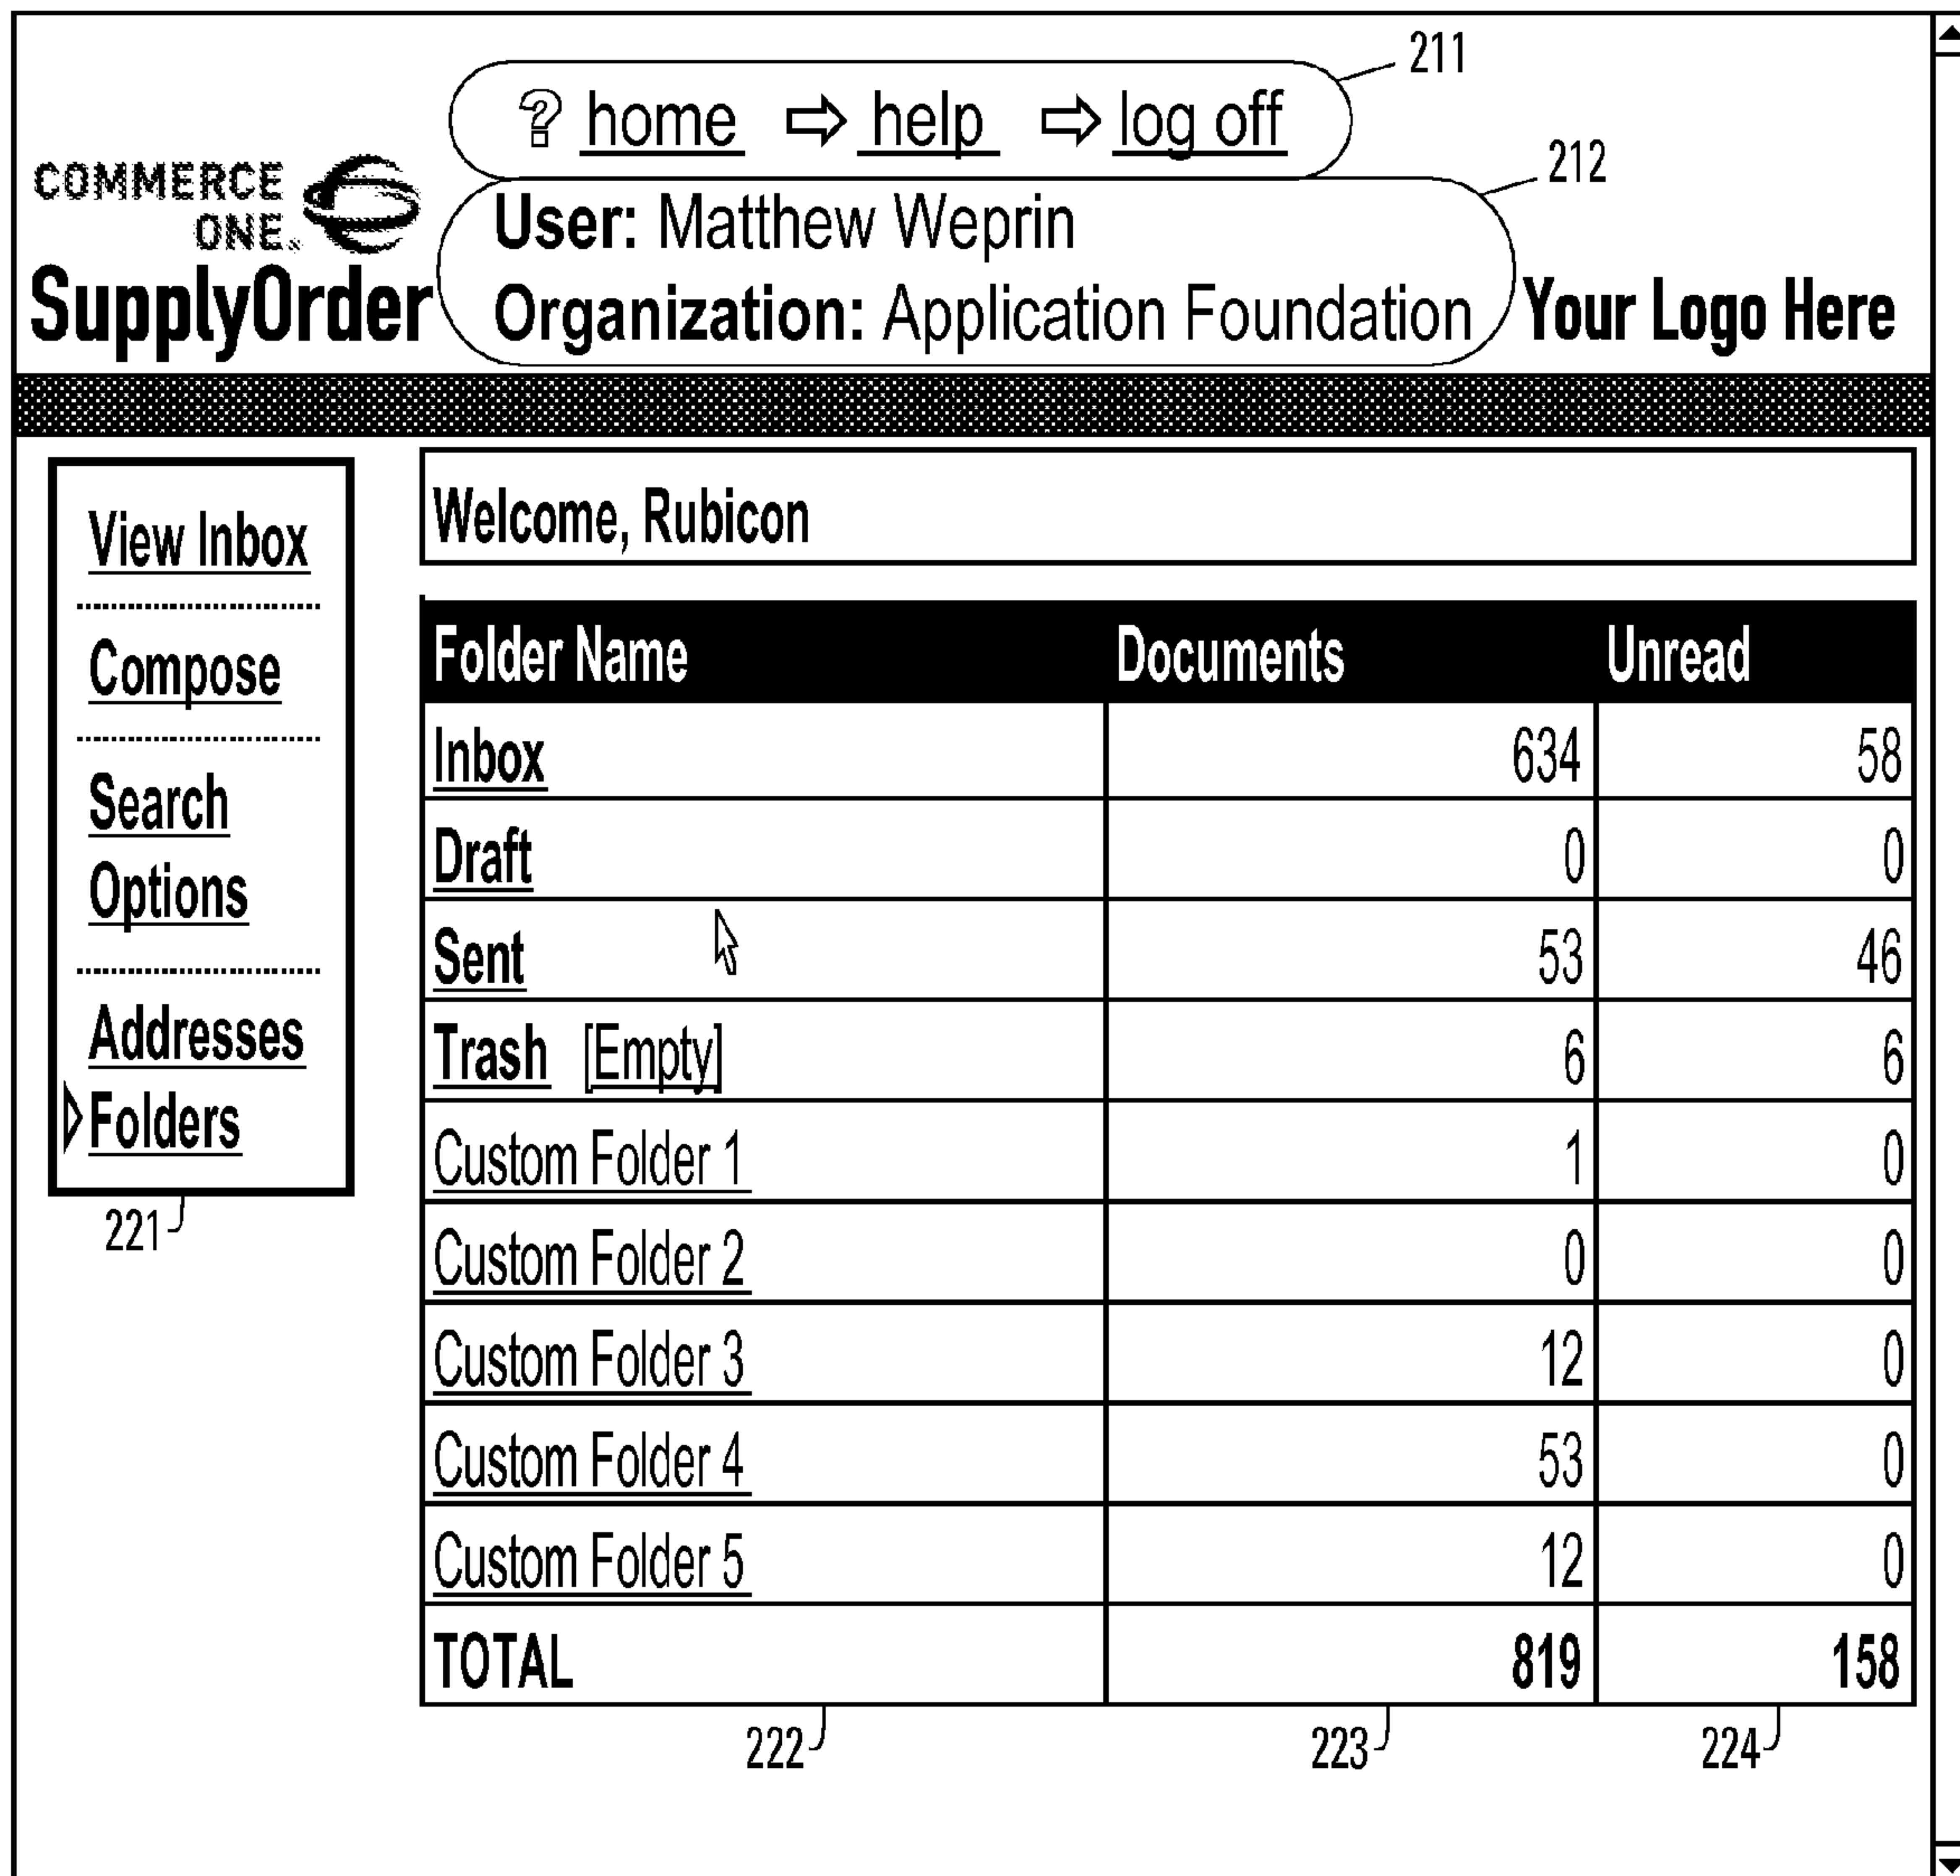 211
? home ⇨ help ⇨ log off
212
COMMERCE
ONE.
SupplyOrder
User: Matthew Weprin
Organization: Application Foundation
Your Logo Here
View Inbox
Compose
Search
Options
Addresses
Folders
221
Welcome, Rubicon
Folder Name Documents Unread
Inbox 634 58
Draft 0 0
Sent 53 46
Trash [Empty] 6 6
Custom Folder 1 1 0
Custom Folder 2 0 0
Custom Folder 3 12 0
Custom Folder 4 53 0
Custom Folder 5 12 0
TOTAL 819 158
222 223 224